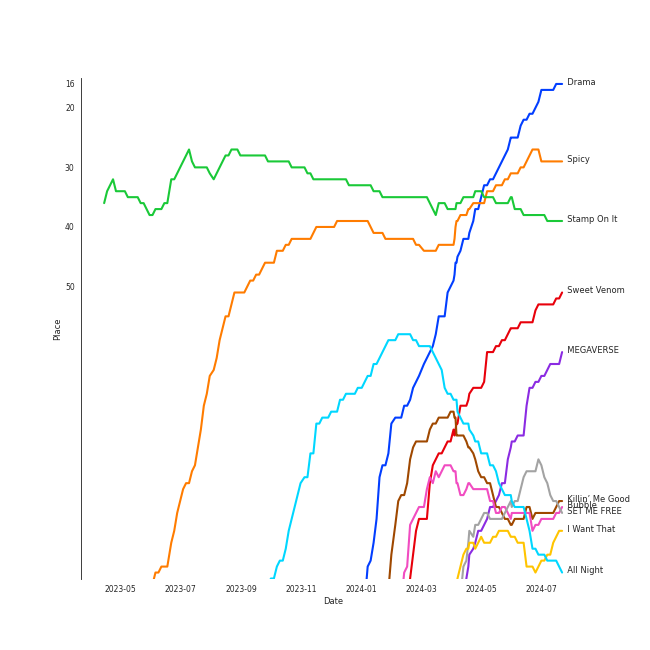 Drama
16
20
Spicy
30
Stamp On It
40
Sweet Venom
50
Place
MEGAVERSE
Killin' Me Good
Bubble
SET ME FREE
I Want That
All Night
2023-05 2023-07 2023-09 2023-11 2024-01 2024-03 2024-05 2024-07
Date